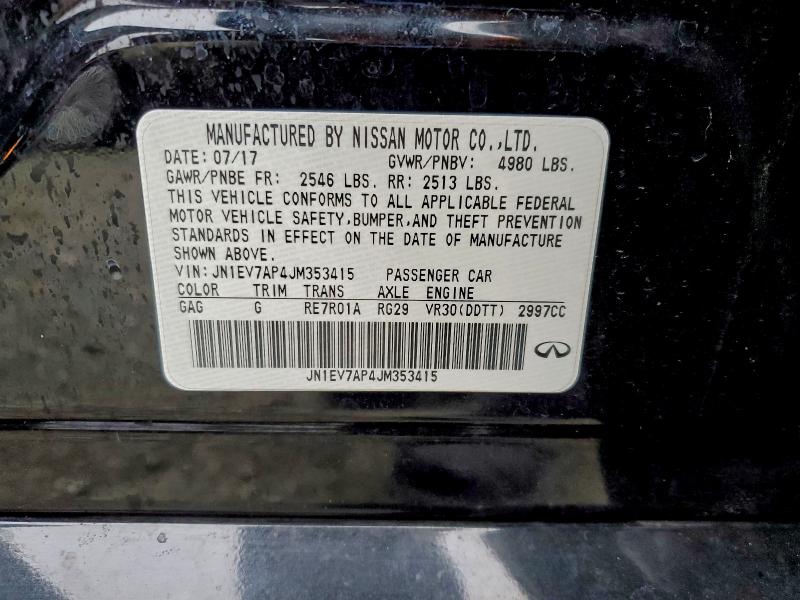 MANUFACTURED BY NISSAN MOTOR CO.,LTD.
DATE: 07/17 GVWR/PNBV: 4980 LBS.
GAWR/PNBE FR: 2546 LBS. RR: 2513 LBS.
THIS VEHICLE CONFORMS TO ALL APPLICABLE FEDERAL
MOTOR VEHICLE SAFETY,BUMPER,AND THEFT PREVENTION
STANDARDS IN EFFECT ON THE DATE OF MANUFACTURE
SHOWN ABOVE.
VIN: JN1EV7AP4JM353415 PASSENGER CAR
COLOR TRIM TRANS AXLE ENGINE
GAG G RE7R01A RG29 VR30(DDTT) 2997CC
JN1EV7AP4JM353415